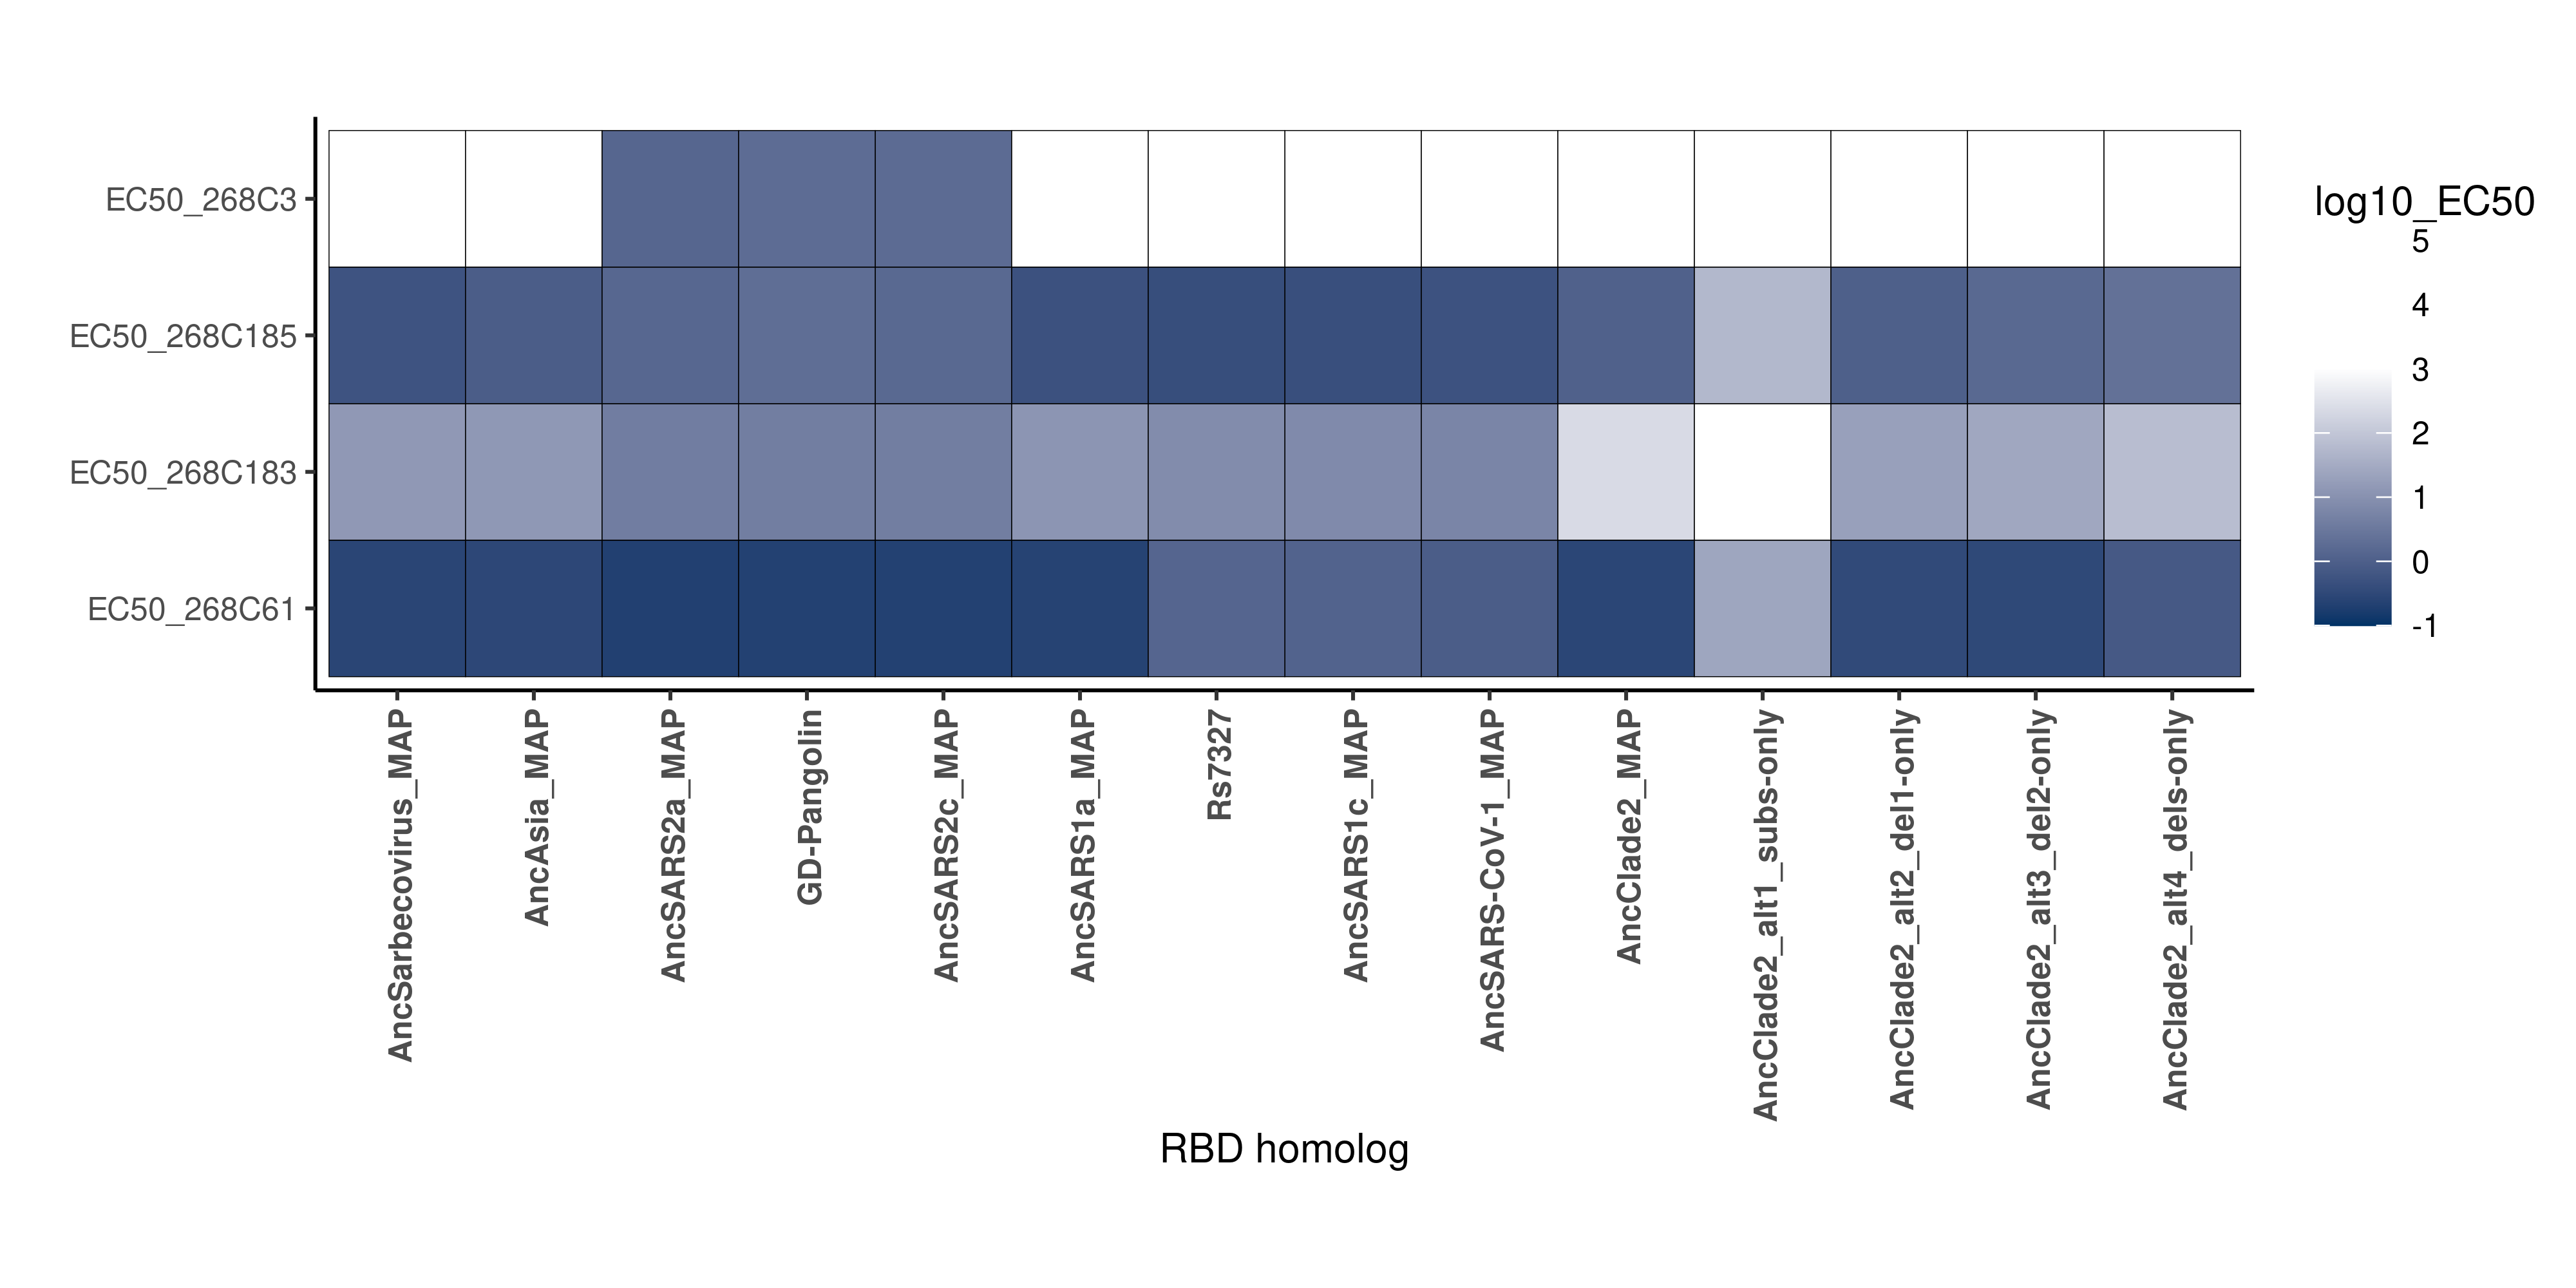 EC50_268C3
EC50_268C185
EC50_268C183
EC50_268C61
log10_EC50
5
4
3
2
1
0
-1
AncSarbecovirus_MAP
AncAsia_MAP
AncSARS2a_MAP
GD-Pangolin
AncSARS2c_MAP
AncSARS1a_MAP
Rs7327
AncSARS1c_MAP
AncSARS-CoV-1_MAP
AncClade2_MAP
AncClade2_alt1_subs-only
AncClade2_alt2_del1-only
AncClade2_alt3_del2-only
AncClade2_alt4_dels-only
RBD homolog